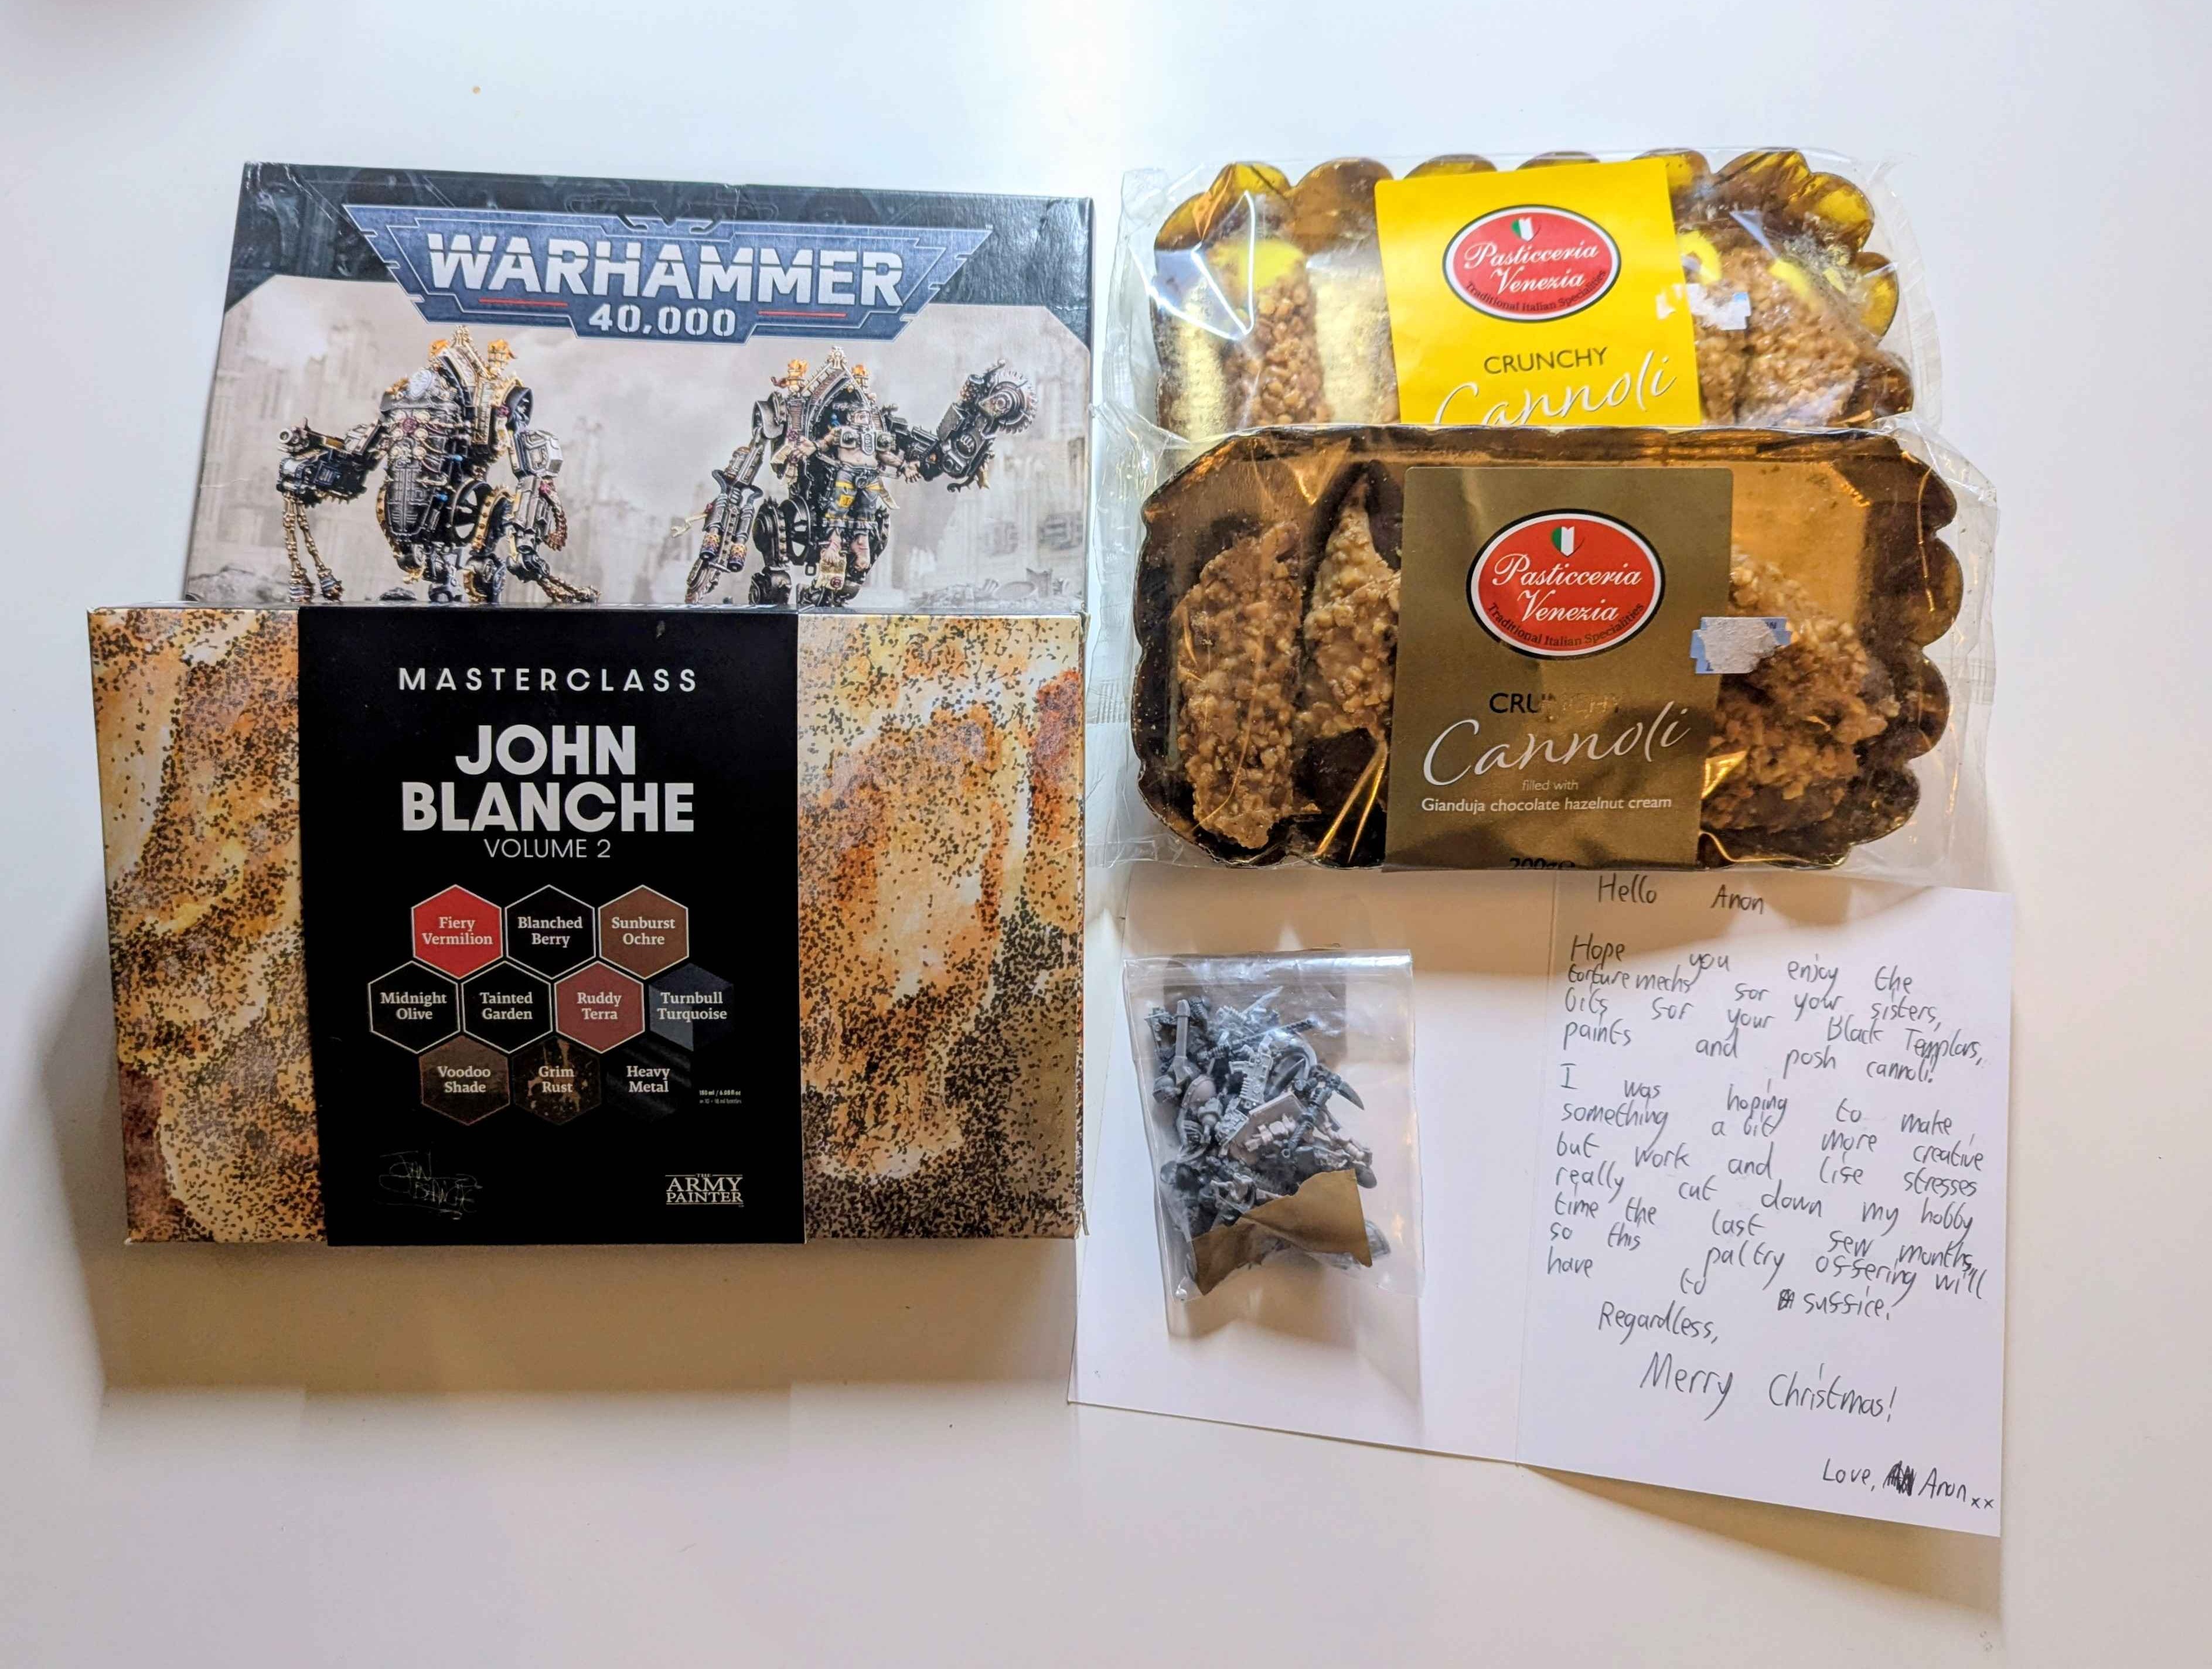 WARHAMMER
40,000
MASTERCLASS
JOHN
BLANCHE
VOLUME 2
Fiery
Vermilion
Blanched
Berry
Sunburst
Ochre
Midnight
Olive
Tainted
Garden
Ruddy
Terra
Turnbull
Turquoise
Voodoo
Shade
Grim
Rust
Heavy
Metal
JOHN
BLANCHE
THE
ARMY
PAINTER
Pasticceria
Venezia
Traditional Italian Specialities
CRUNCHY
Cannoli
Pasticceria
Venezia
Traditional Italian Specialities
CRUNCHY
Cannoli
filled with
Gianduja chocolate hazelnut cream
200g e
Hello Anon
Hope you enjoy the
torture mechs for your sisters,
bits for your Black Templars,
paints and posh cannoli.
I was hoping to make
something a bit more creative
but work and life stresses
really cut down my hobby
time the last few months,
so this paltry offering will
have to suffice.
Regardless,
Merry Christmas!
Love, Anon xx